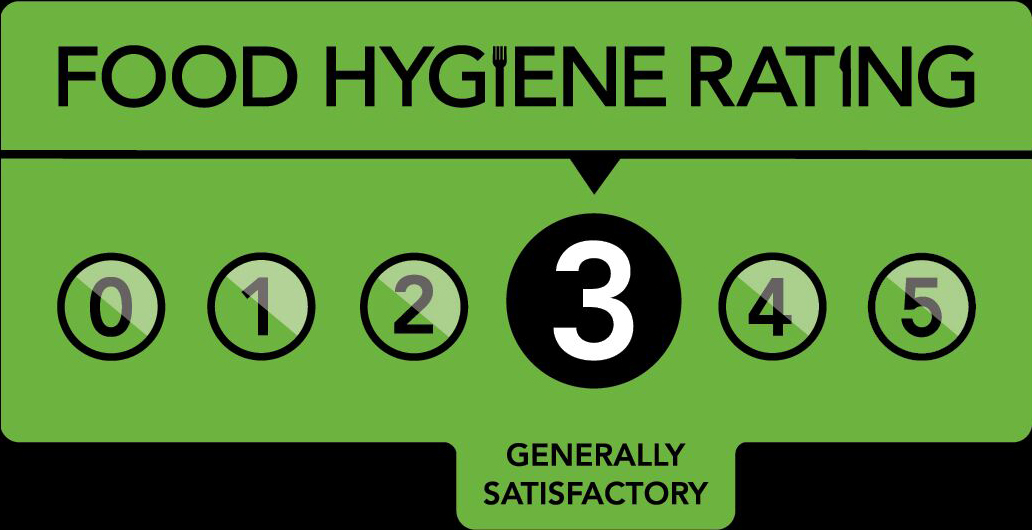 FOOD HYGIENE RATING
0 1 2 3 4 5
GENERALLY
SATISFACTORY